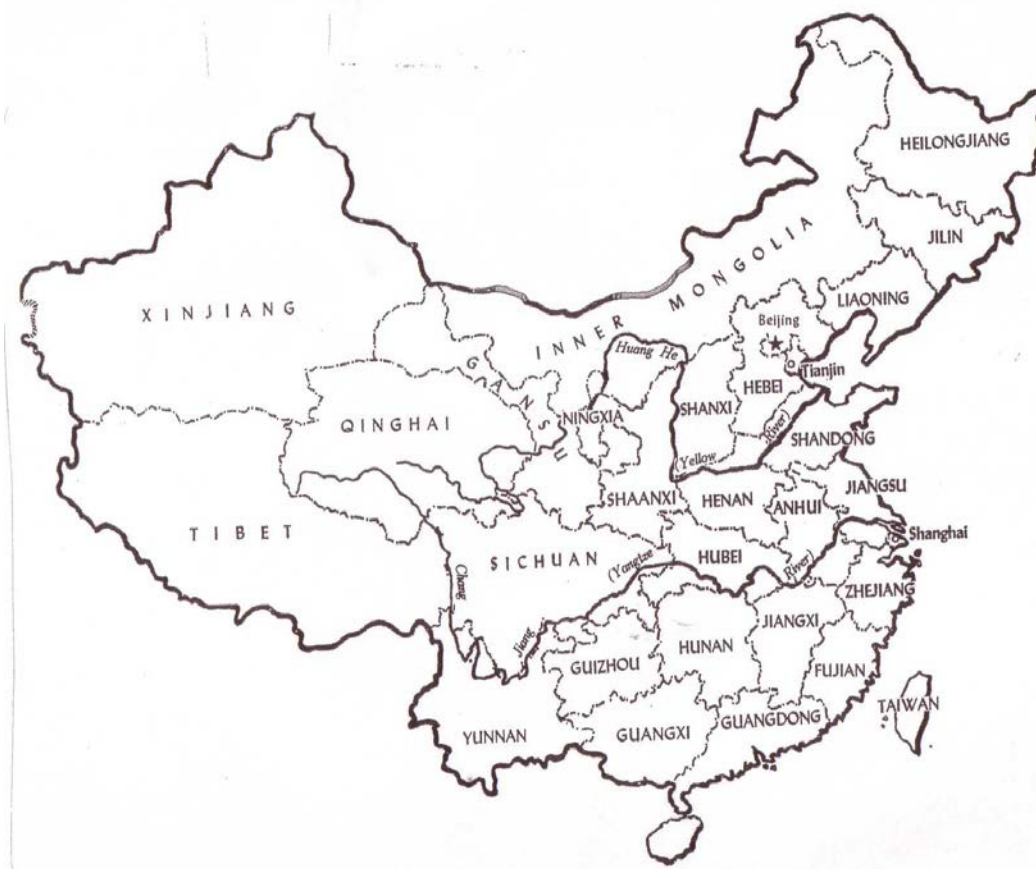 HEILONGJIANG
JILIN
INNER MONGOLIA
LIAONING
XINJIANG
Beijing
Huang He
GANSU
Tianjin
HEBEI
NINGXIA
SHANXI
QINGHAI
(Yellow River)
SHANDONG
JIANGSU
SHAANXI
HENAN
ANHUI
TIBET
Shanghai
SICHUAN
HUBEI
(Yangtze River)
Chang Jiang
ZHEJIANG
JIANGXI
HUNAN
GUIZHOU
FUJIAN
TAIWAN
GUANGDONG
YUNNAN
GUANGXI